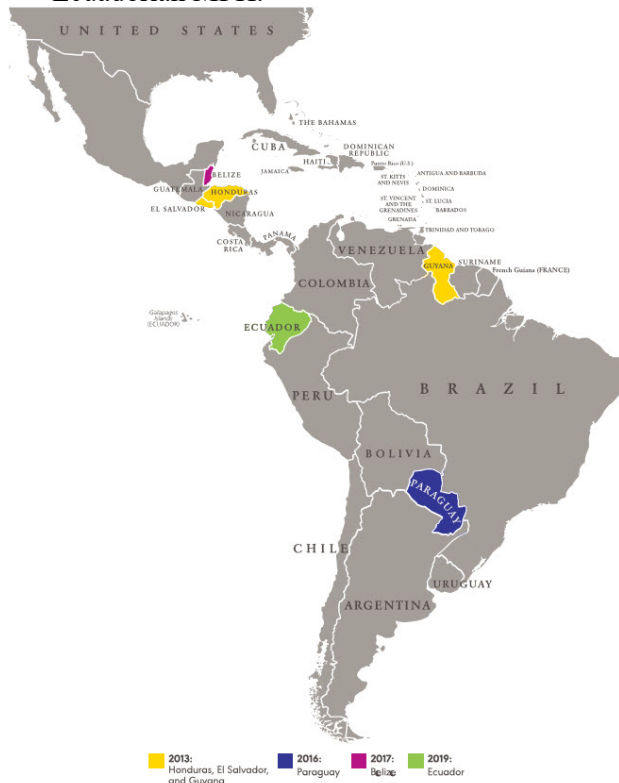 UNITED STATES
THE BAHAMAS
CUBA
DOMINICAN
REPUBLIC
HAITI
Puerto Rico (U.S.)
JAMAICA
ANTIGUA AND BARBUDA
ST. KITTS
AND NEVIS
DOMINICA
BELIZE
GUATEMALA
HONDURAS
ST. VINCENT
AND THE
GRENADINES
ST. LUCIA
BARBADOS
EL SALVADOR
NICARAGUA
GRENADA
TRINIDAD AND TOBAGO
COSTA
RICA
PANAMA
VENEZUELA
GUYANA
SURINAME
French Guiana (FRANCE)
COLOMBIA
Galápagos
Islands
(ECUADOR)
ECUADOR
PERU
BRAZIL
BOLIVIA
PARAGUAY
CHILE
URUGUAY
ARGENTINA
2013:
Honduras, El Salvador,
and Guyana
2016:
Paraguay
2017:
Belize
2019:
Ecuador